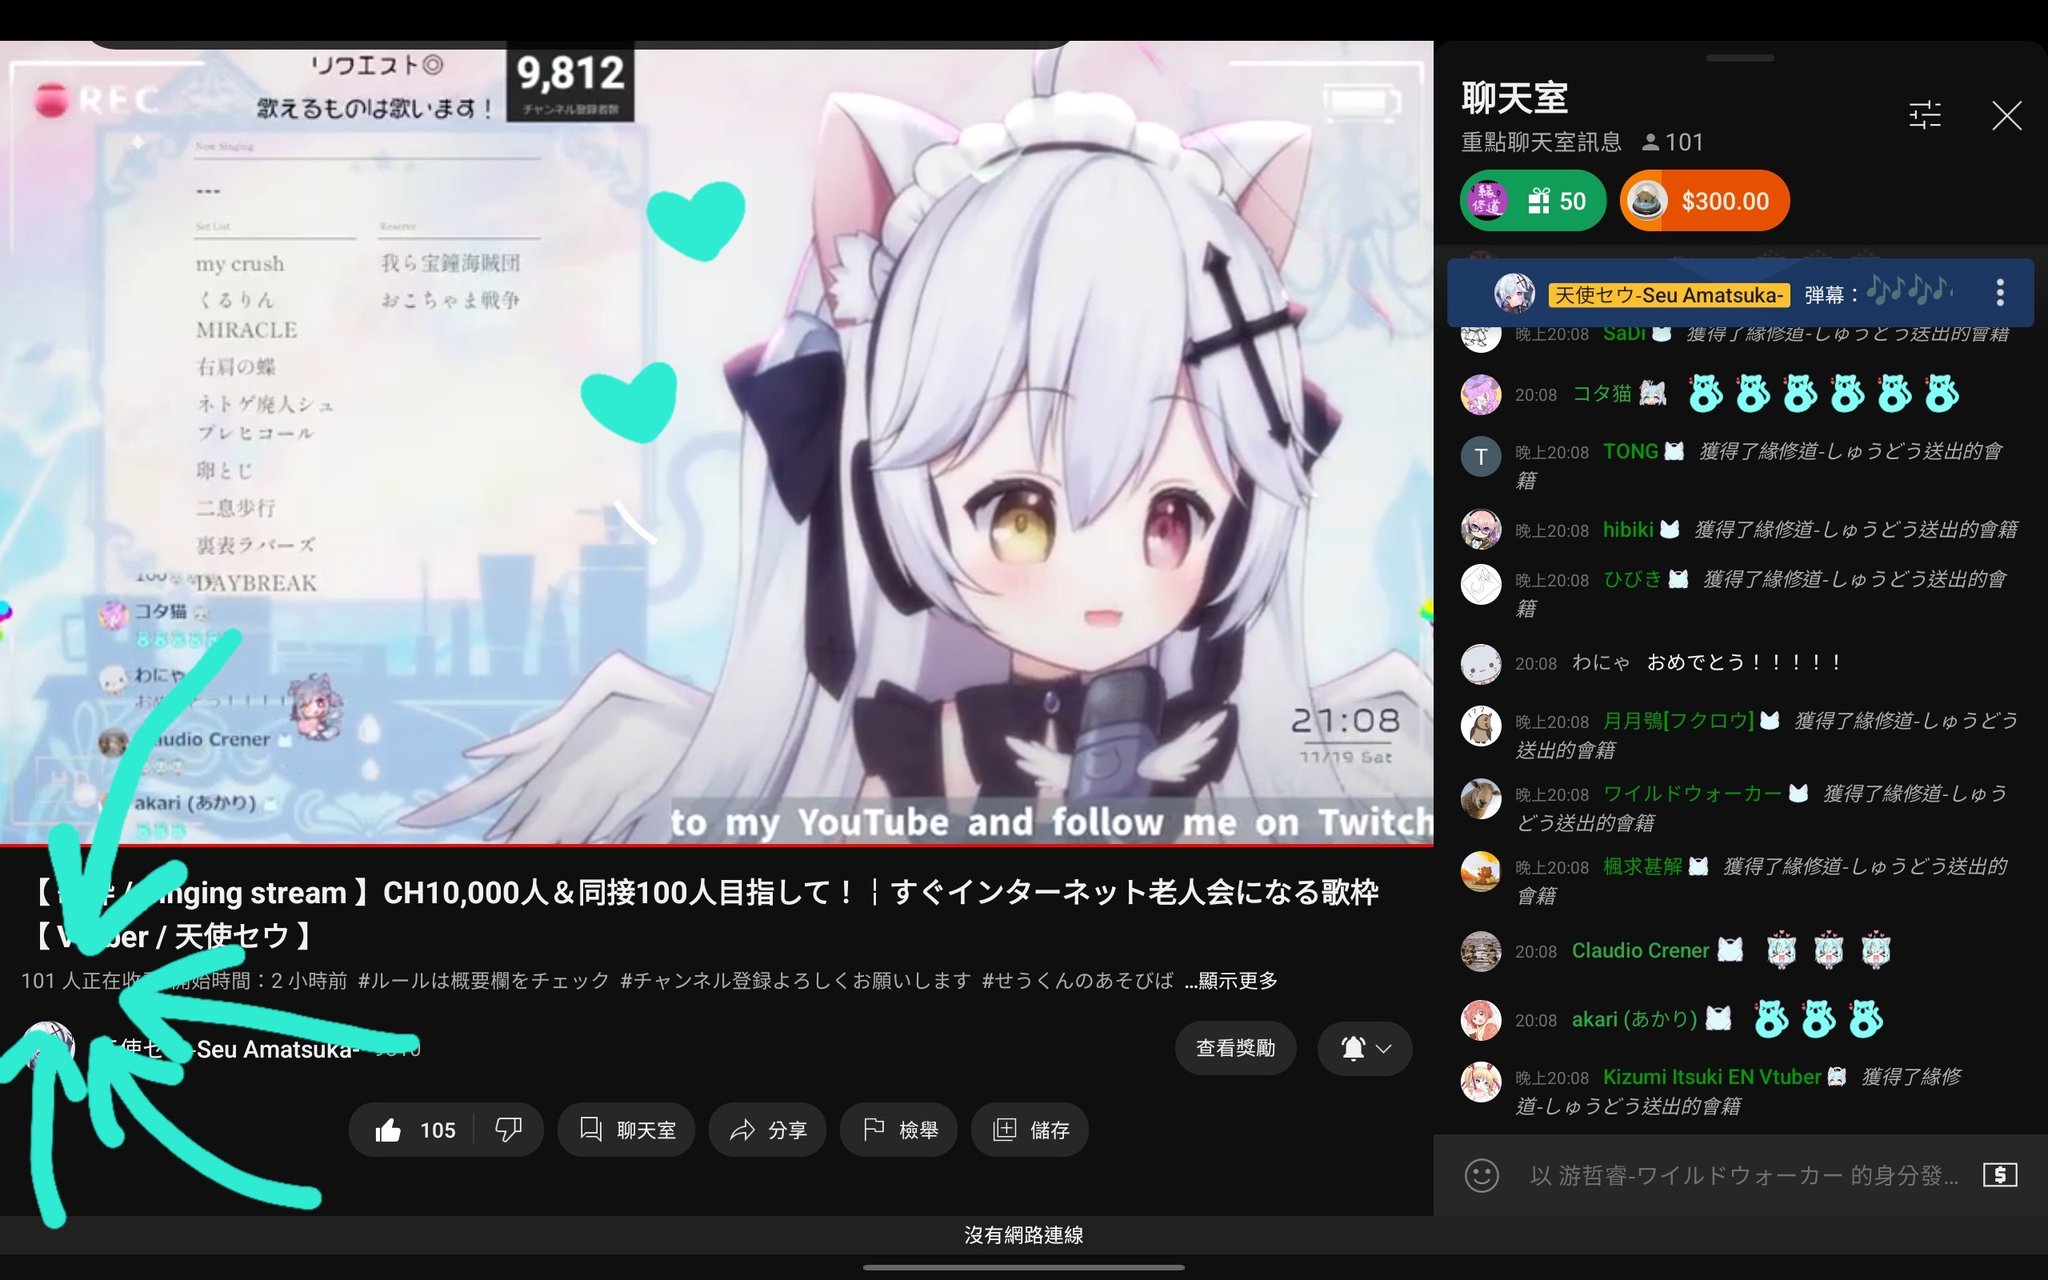 リクエスト◎
歌えるものは歌います！
9,812
チャンネル登録者数
REC
Now Singing
---
Set List
Reserve
my crush
くるりん
MIRACLE
右肩の蝶
ネトゲ廃人シュ
プレヒコール
卵とじ
二息歩行
裏表ラバーズ
DAYBREAK
我ら宝鐘海賊団
おこちゃま戦争
コタ猫
わにゃ
Claudio Crener
akari (あかり)
21:08
11/19 Sat
to my YouTube and follow me on Twitch
singing stream 】CH10,000人＆同接100人目指して！｜すぐインターネット老人会になる歌枠
/ 天使セウ 】
101 人正在 開始時間：2 小時前 #ルールは概要欄をチェック #チャンネル登録よろしくお願いします #せうくんのあそびば ...顯示更多
天使セウ-Seu Amatsuka-
查看獎勵
105
聊天室
分享
檢舉
儲存
聊天室
重點聊天室訊息 101
50
$300.00
天使セウ-Seu Amatsuka- 弾幕：🎶🎶
晚上20:08 SaDi 獲得了緣修道-しゅうどう送出的會籍
20:08 コタ猫
T 晚上20:08 TONG 獲得了緣修道-しゅうどう送出的會
籍
晚上20:08 hibiki 獲得了緣修道-しゅうどう送出的會籍
晚上20:08 ひびき 獲得了緣修道-しゅうどう送出的會
籍
20:08 わにゃ おめでとう！！！！！
晚上20:08 月月鴞[フクロウ] 獲得了緣修道-しゅうどう
送出的會籍
晚上20:08 ワイルドウォーカー 獲得了緣修道-しゅう
どう送出的會籍
晚上20:08 楓求甚解 獲得了緣修道-しゅうどう送出的
會籍
20:08 Claudio Crener
20:08 akari (あかり)
晚上20:08 Kizumi Itsuki EN Vtuber 獲得了緣修
道-しゅうどう送出的會籍
以 游哲睿-ワイルドウォーカー 的身分發...
沒有網路連線